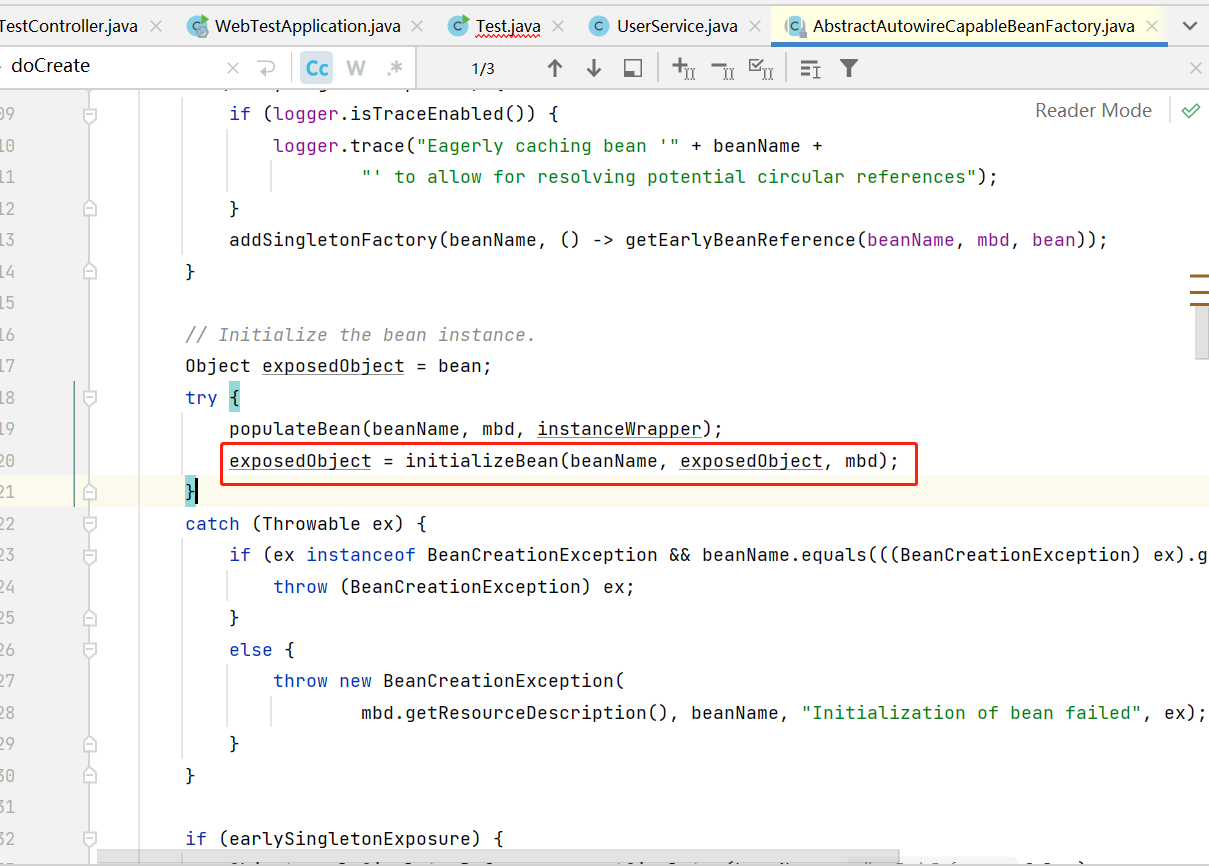 TestController.java WebTestApplication.java Test.java UserService.java AbstractAutowireCapableBeanFactory.java
doCreate Cc W .* 1/3
Reader Mode
09 if (logger.isTraceEnabled()) {
10 logger.trace("Eagerly caching bean '" + beanName +
11 "' to allow for resolving potential circular references");
12 }
13 addSingletonFactory(beanName, () -> getEarlyBeanReference(beanName, mbd, bean));
14 }
15
16 // Initialize the bean instance.
17 Object exposedObject = bean;
18 try {
19 populateBean(beanName, mbd, instanceWrapper);
20 exposedObject = initializeBean(beanName, exposedObject, mbd);
21 }
22 catch (Throwable ex) {
23 if (ex instanceof BeanCreationException && beanName.equals(((BeanCreationException) ex).g
24 throw (BeanCreationException) ex;
25 }
26 else {
27 throw new BeanCreationException(
28 mbd.getResourceDescription(), beanName, "Initialization of bean failed", ex);
29 }
30 }
31
32 if (earlySingletonExposure) {